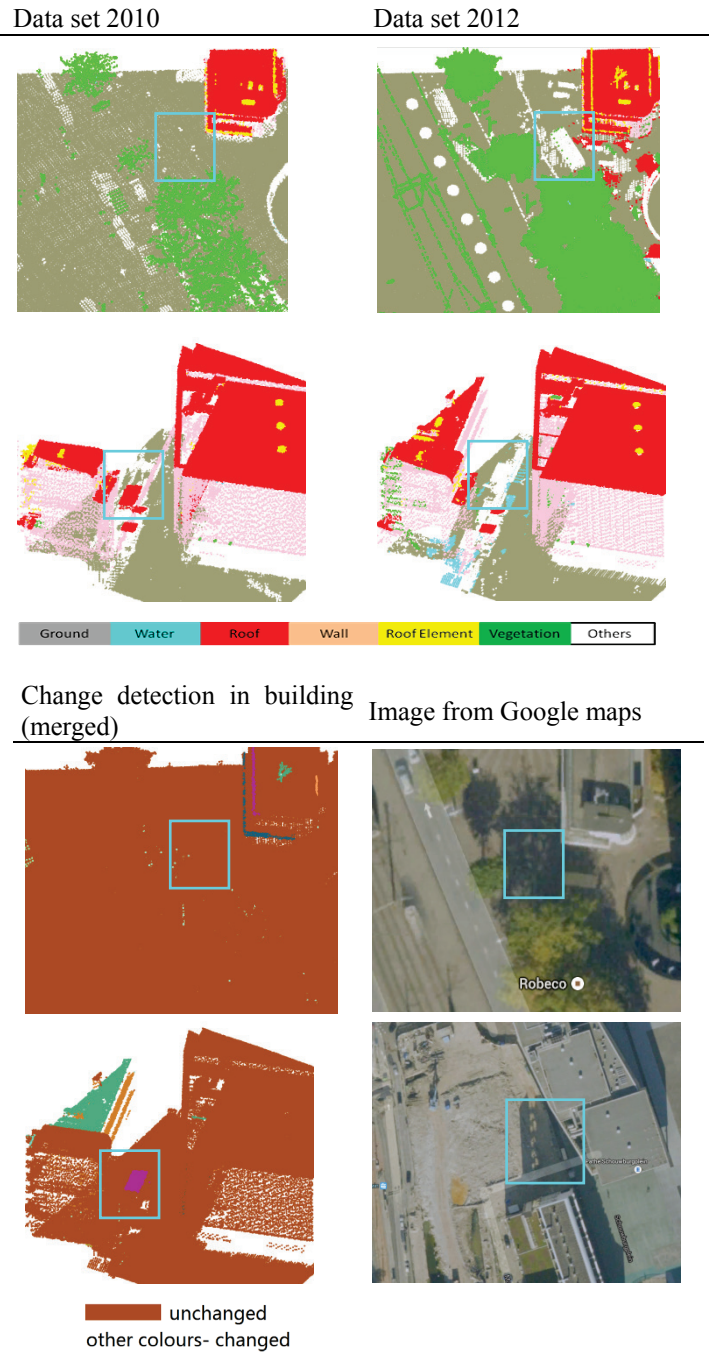 Data set 2010
Data set 2012
Ground Water Roof Wall Roof Element Vegetation Others
Change detection in building
(merged)
Image from Google maps
Robeco
unchanged
other colours- changed